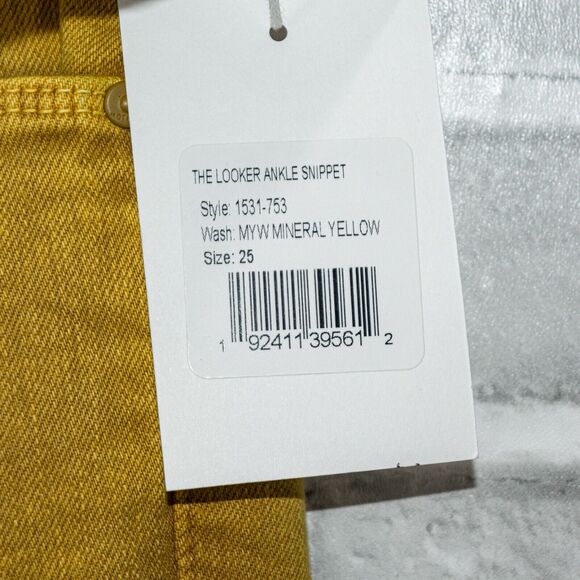 THE LOOKER ANKLE SNIPPET
Style: 1531-753
Wash: MYW MINERAL YELLOW
Size: 25
1 92411 39561 2